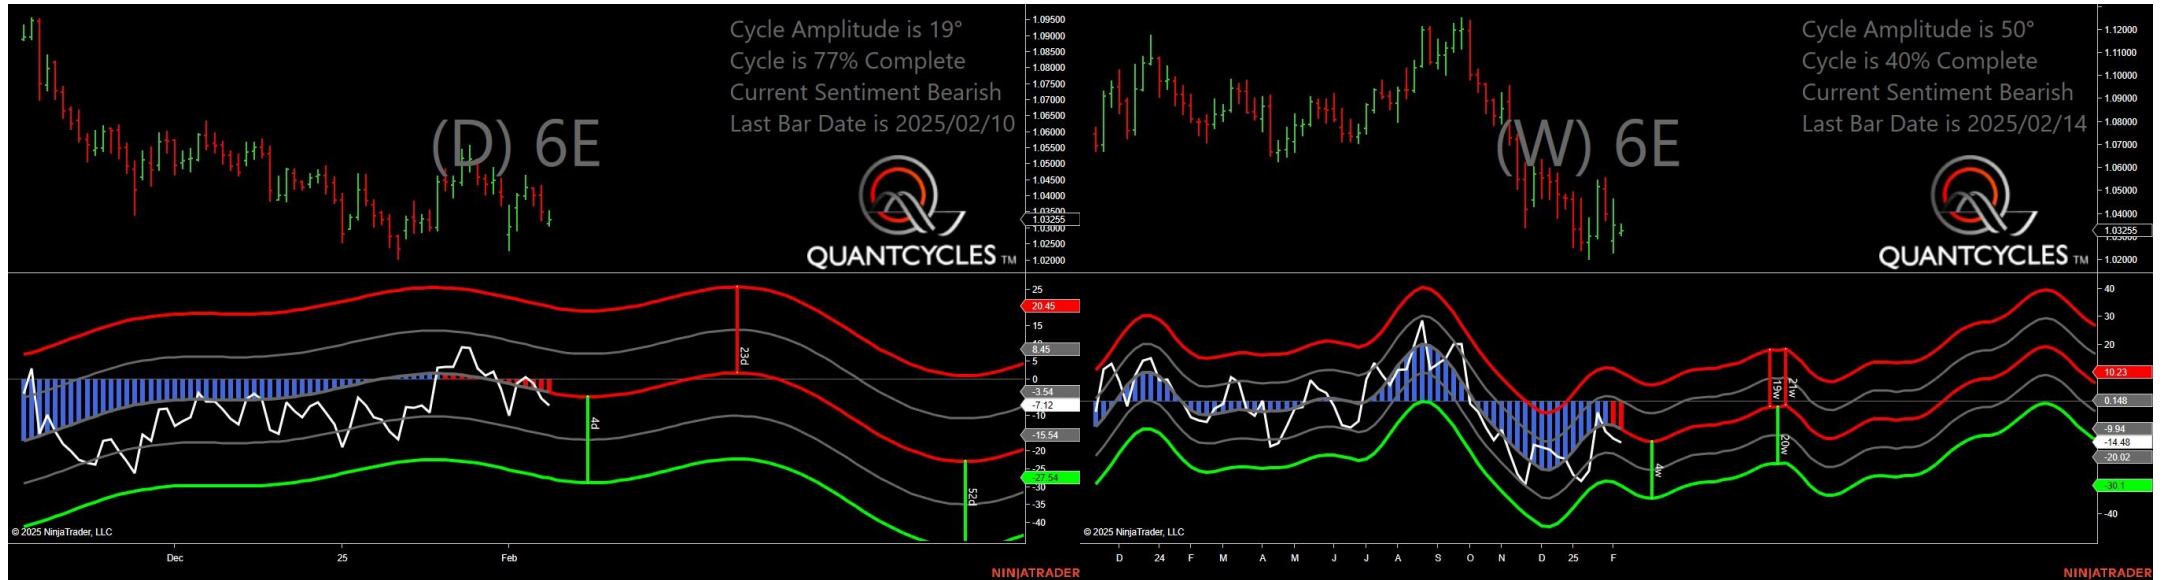 Cycle Amplitude is 19°
Cycle is 77% Complete
Current Sentiment Bearish
Last Bar Date is 2025/02/10
(D) 6E
QUANTCYCLES TM
1.09500
1.09000
1.08500
1.08000
1.07500
1.07000
1.06500
1.06000
1.05500
1.05000
1.04500
1.04000
1.03500
1.03255
1.03000
1.02500
1.02000
25
20.45
15
8.45
5
0
-3.54
-7.12
-10
-15.54
-20
-25
-27.54
-30
-35
-40
23d
4d
52d
© 2025 NinjaTrader, LLC
Dec 25 Feb
NINJATRADER
Cycle Amplitude is 50°
Cycle is 40% Complete
Current Sentiment Bearish
Last Bar Date is 2025/02/14
(W) 6E
QUANTCYCLES TM
1.12000
1.11000
1.10000
1.09000
1.08000
1.07000
1.06000
1.05000
1.04000
1.03255
1.02000
40
30
20
10.23
0.148
-9.94
-14.48
-20.02
-30.1
-40
4w
19w
21w
20w
© 2025 NinjaTrader, LLC
D 24 F M A M J J A S O N D 25 F
NINJATRADER